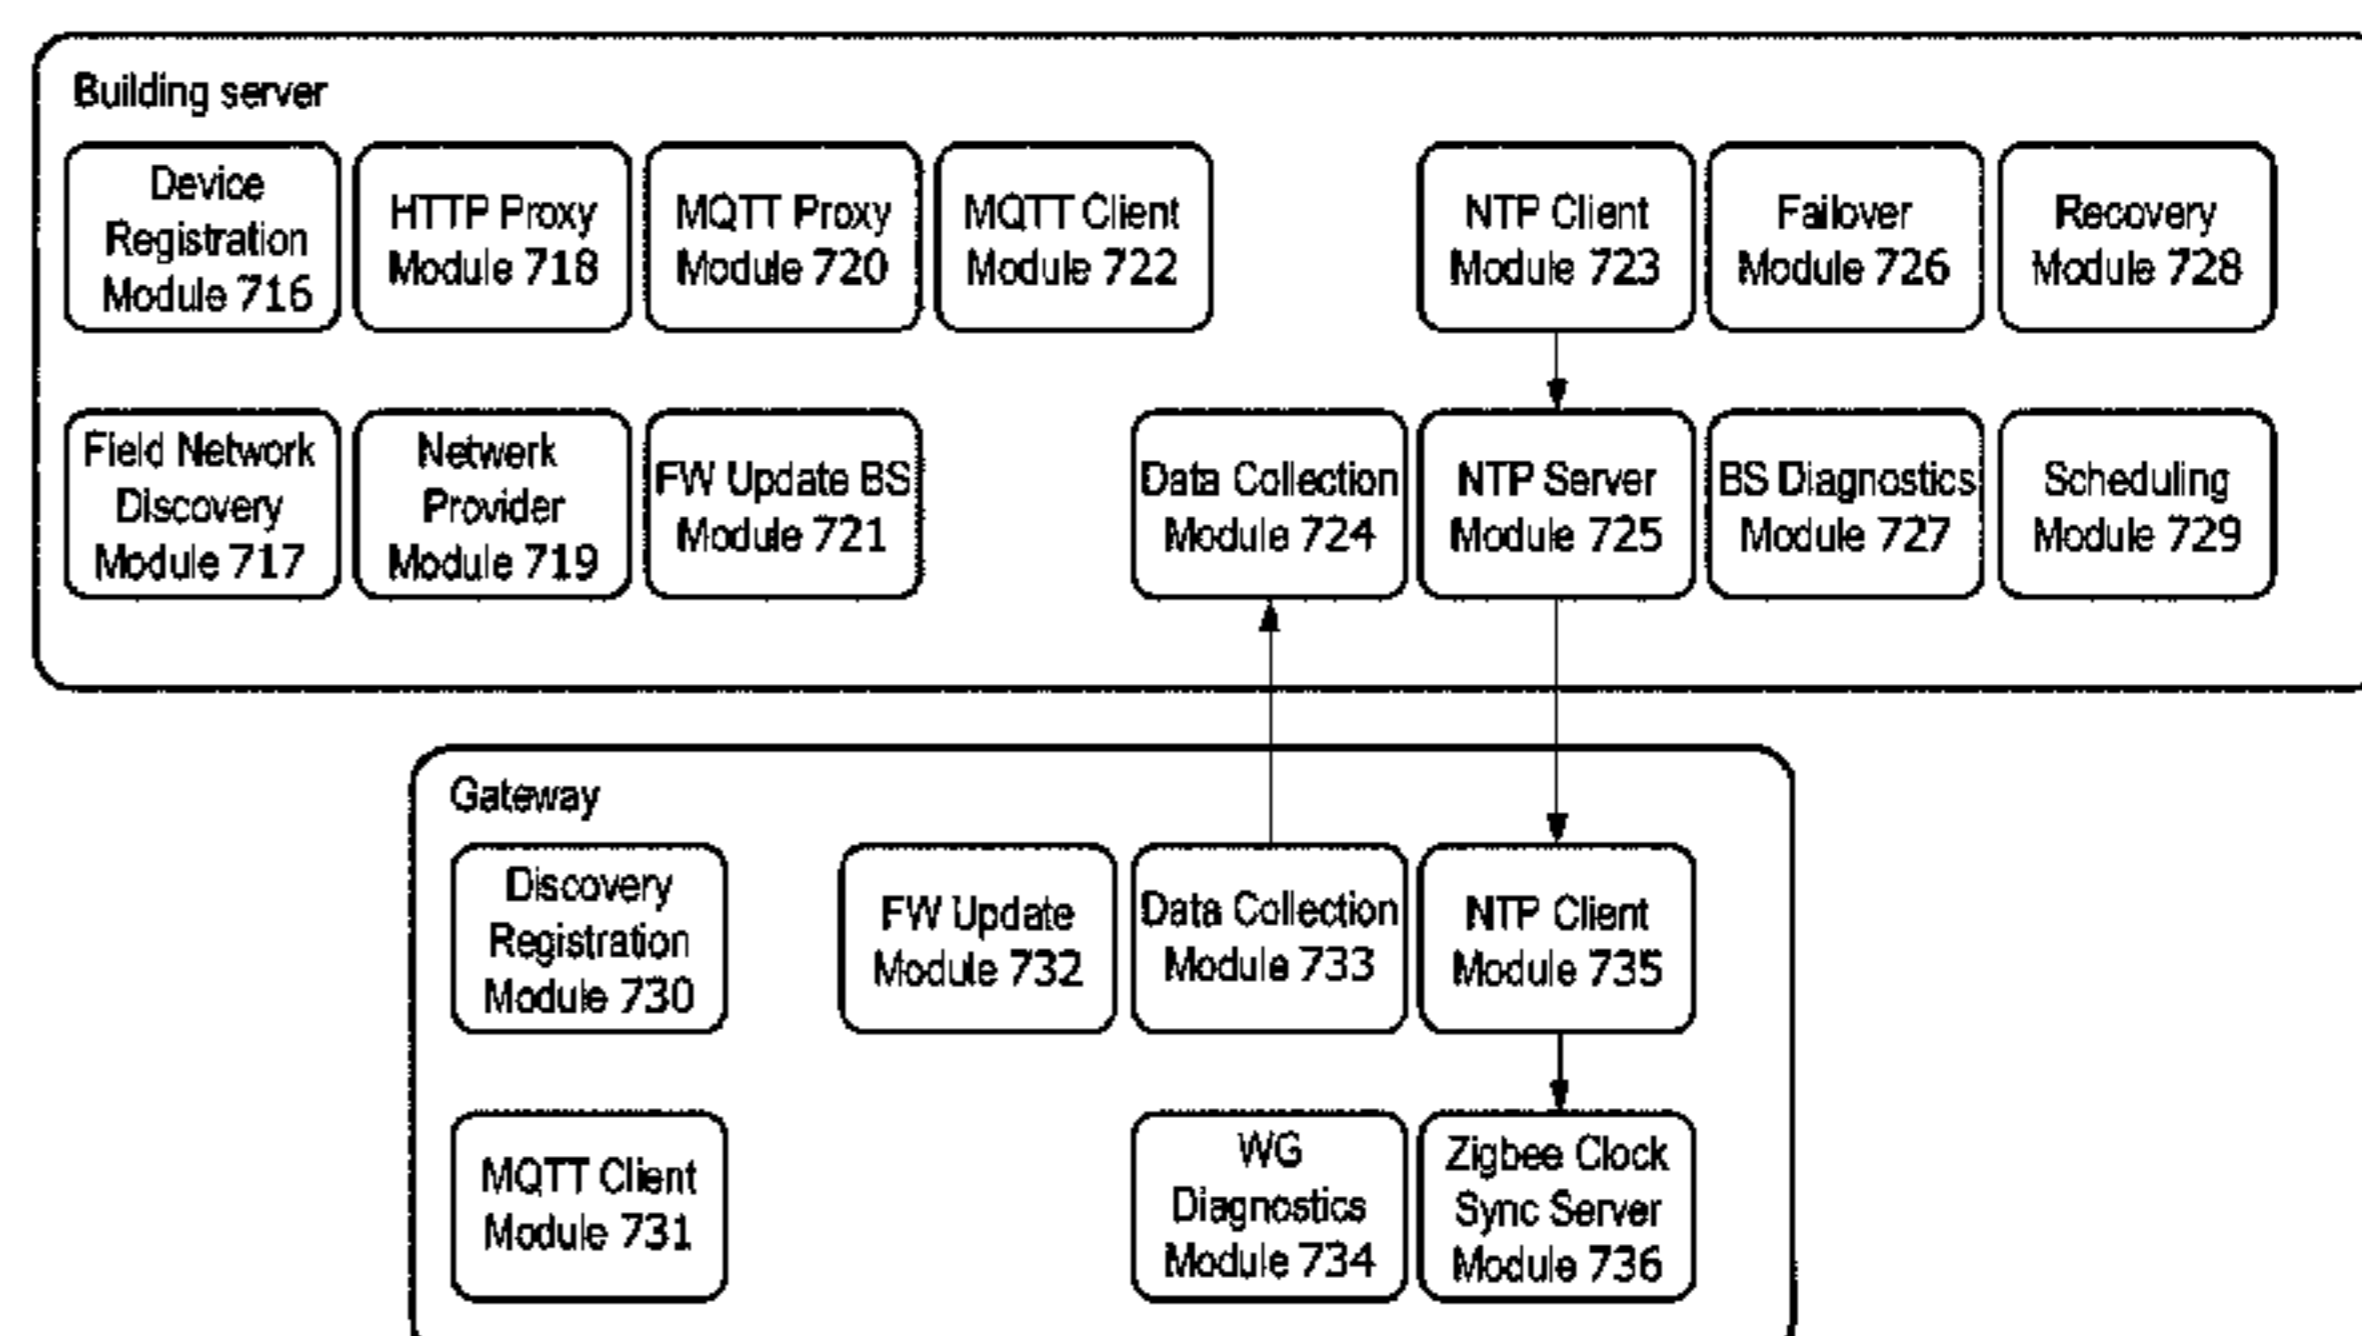 Building server
Device
Registration
Module 716
HTTP Proxy
Module 718
MQTT Proxy
Module 720
MQTT Client
Module 722
NTP Client
Module 723
Failover
Module 726
Recovery
Module 728
Field Network
Discovery
Module 717
Netwerk
Provider
Module 719
FW Update BS
Module 721
Data Collection
Module 724
NTP Server
Module 725
BS Diagnostics
Module 727
Scheduling
Module 729
Gateway
Discovery
Registration
Module 730
FW Update
Module 732
Data Collection
Module 733
NTP Client
Module 735
MQTT Client
Module 731
WG
Diagnostics
Module 734
Zigbee Clock
Sync Server
Module 736